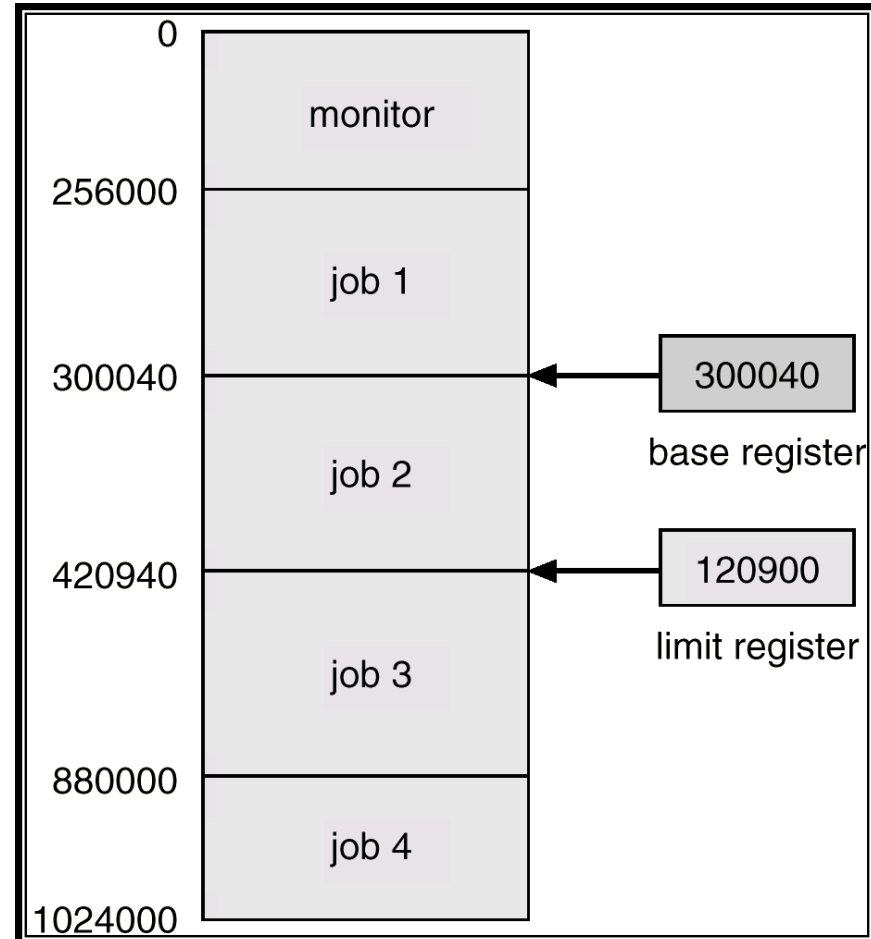 0
monitor
256000
job 1
300040
300040
base register
job 2
420940
120900
limit register
job 3
880000
job 4
1024000